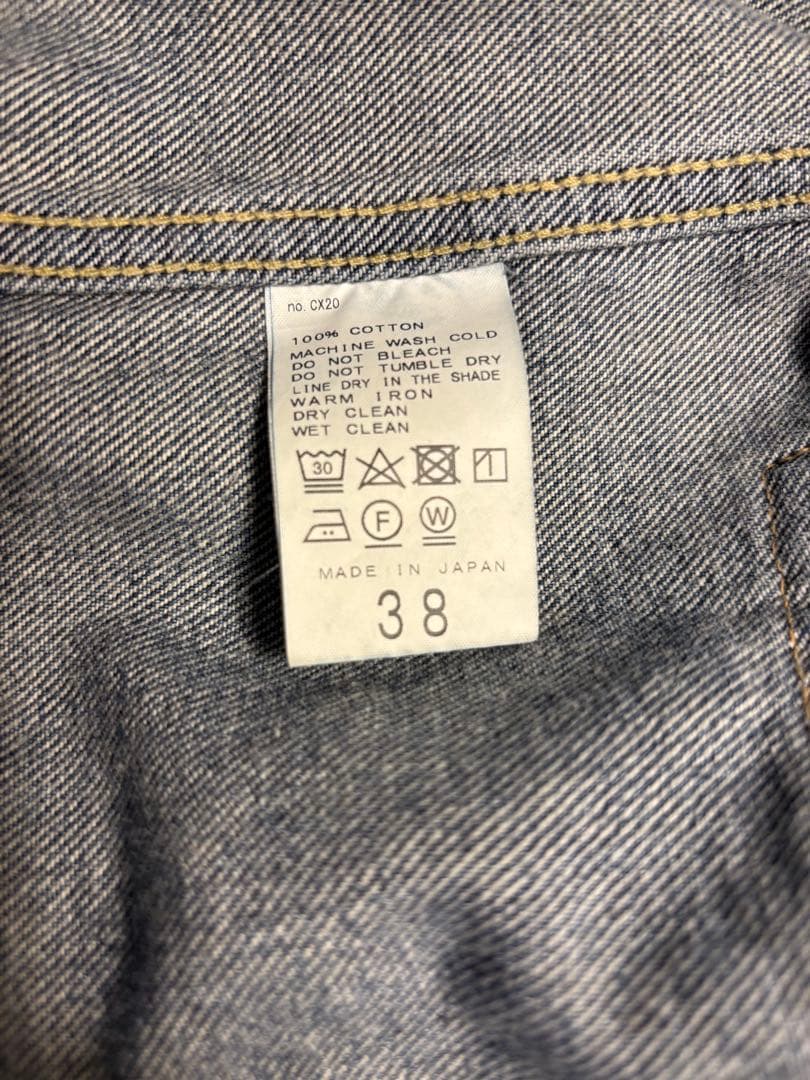 no. CX20
100% COTTON
MACHINE WASH COLD
DO NOT BLEACH
DO NOT TUMBLE DRY
LINE DRY IN THE SHADE
WARM IRON
DRY CLEAN
WET CLEAN
30
F W
MADE IN JAPAN
38